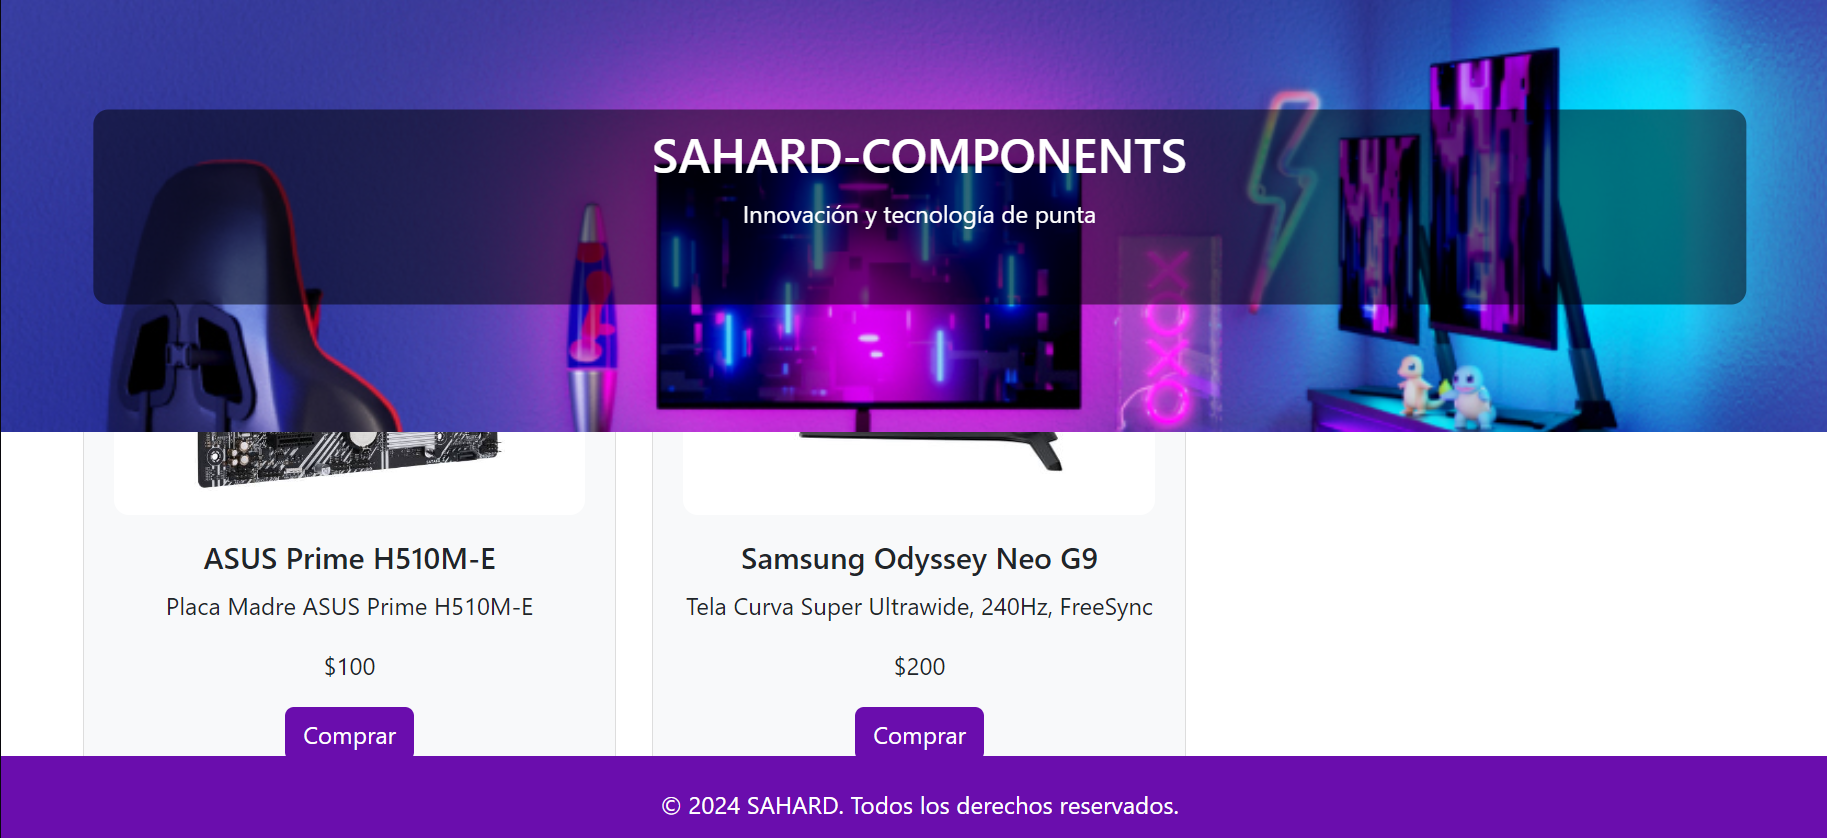 SAHARD-COMPONENTS
Innovación y tecnología de punta
XOXO
ASUS Prime H510M-E
Placa Madre ASUS Prime H510M-E
$100
Comprar
Samsung Odyssey Neo G9
Tela Curva Super Ultrawide, 240Hz, FreeSync
$200
Comprar
© 2024 SAHARD. Todos los derechos reservados.